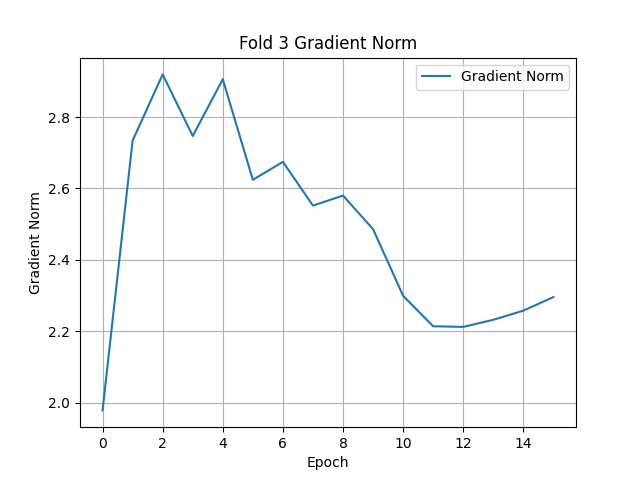 Fold 3 Gradient Norm
Gradient Norm
Gradient Norm
2.8
2.6
2.4
2.2
2.0
0 2 4 6 8 10 12 14
Epoch